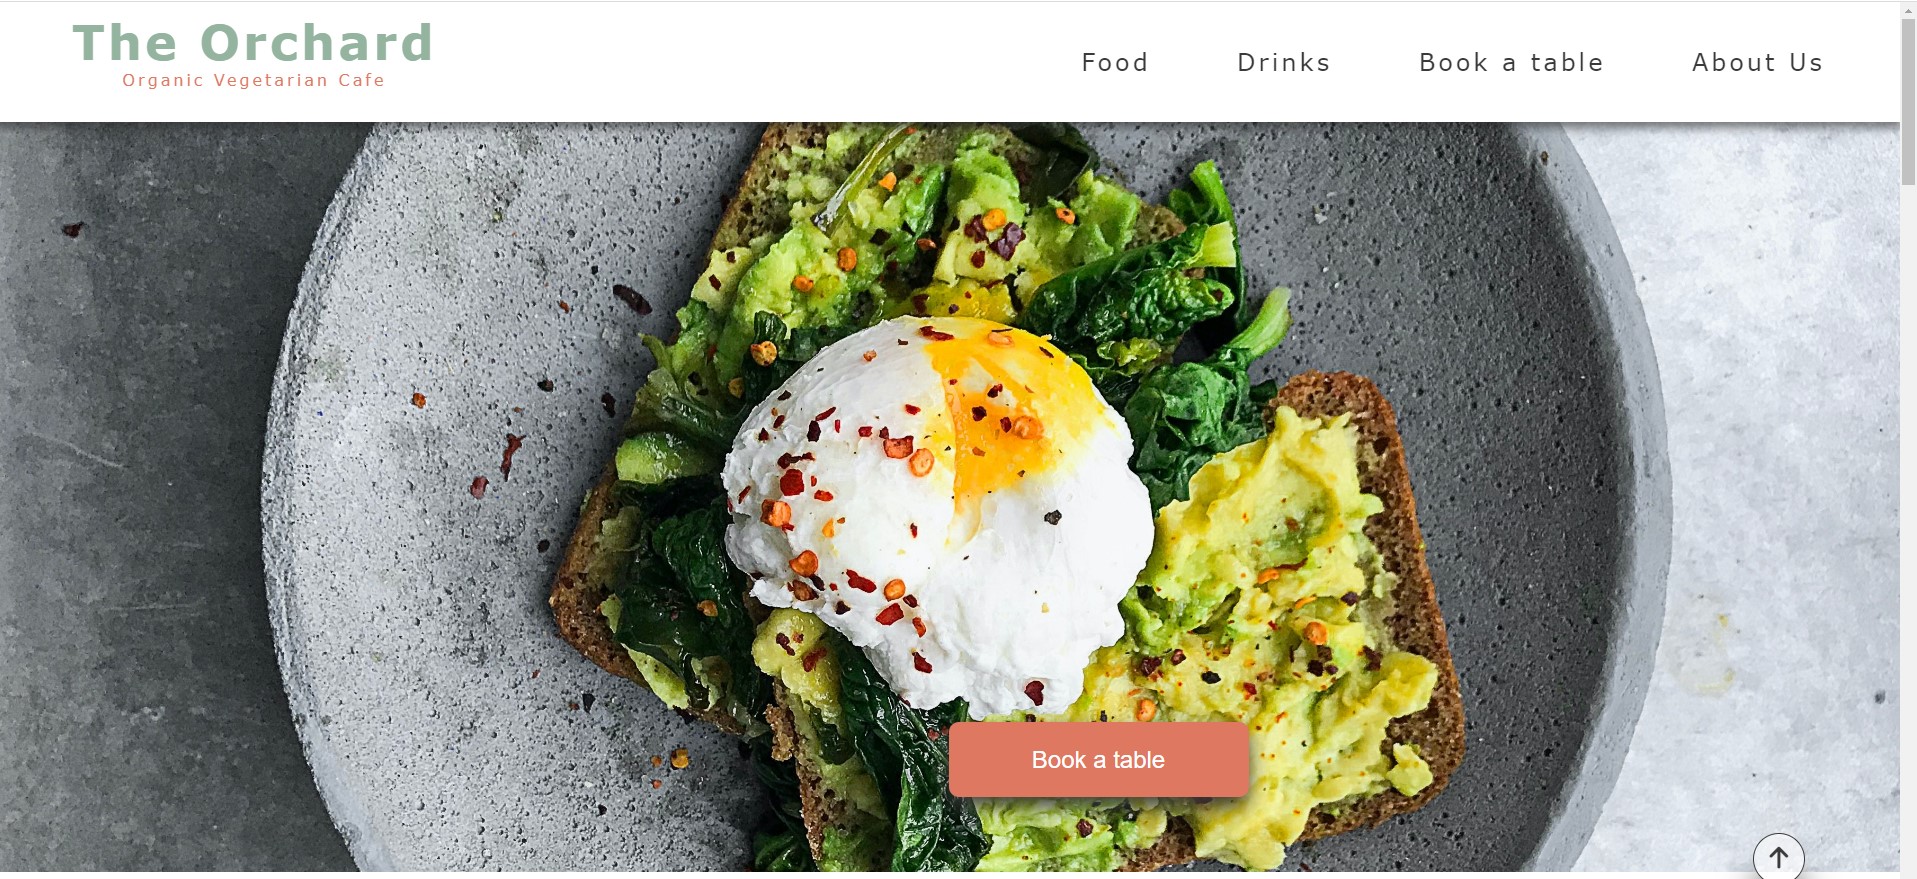 The Orchard
Organic Vegetarian Cafe
Food
Drinks
Book a table
About Us
Book a table